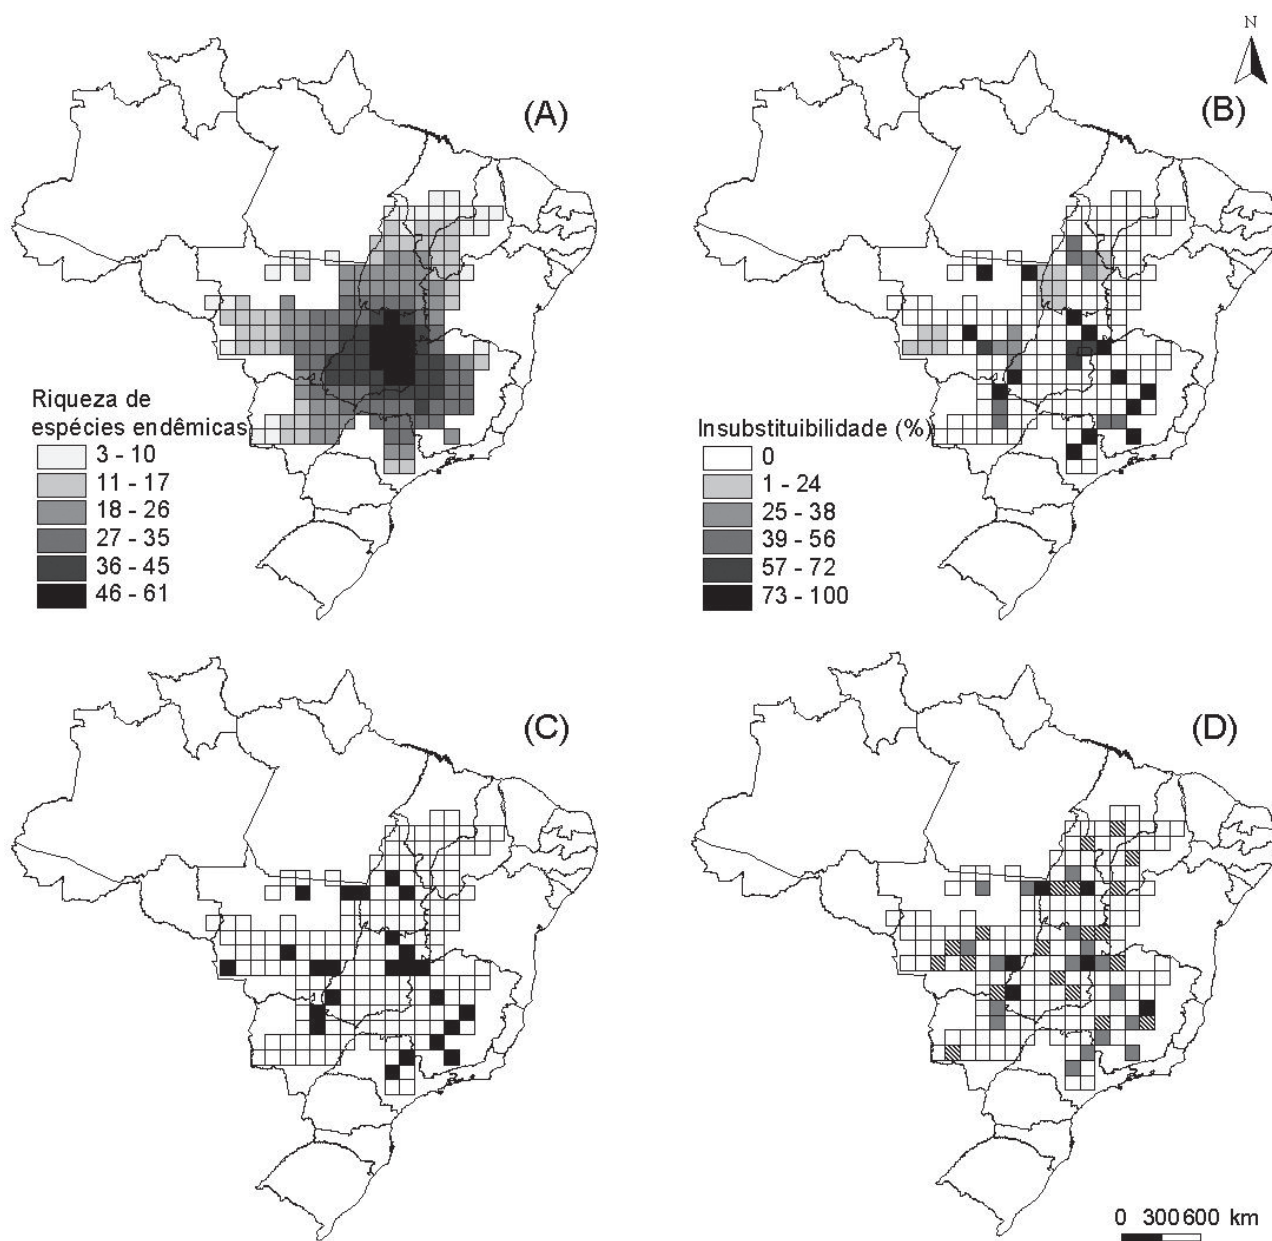 N
(A)
(B)
Riqueza de
espécies endêmicas
3 - 10
11 - 17
18 - 26
27 - 35
36 - 45
46 - 61
Insubstituibilidade (%)
0
1 - 24
25 - 38
39 - 56
57 - 72
73 - 100
(C)
(D)
0 300 600 km